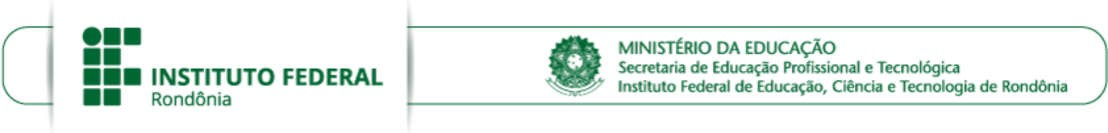 INSTITUTO FEDERAL
Rondônia
MINISTÉRIO DA EDUCAÇÃO
Secretaria de Educação Profissional e Tecnológica
Instituto Federal de Educação, Ciência e Tecnologia de Rondônia